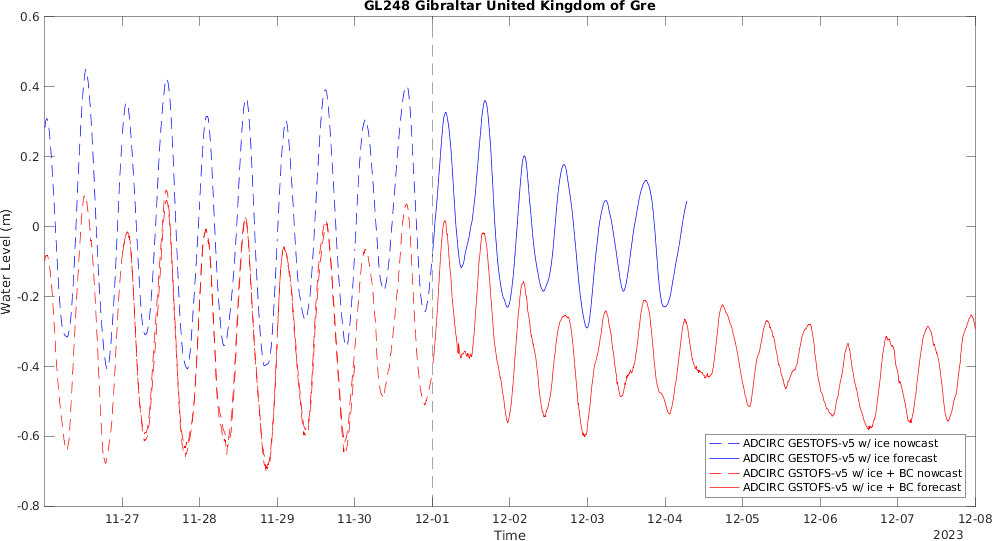 GL248 Gibraltar United Kingdom of Gre
0.6
0.4
0.2
0
-0.2
-0.4
-0.6
-0.8
Water Level (m)
11-27 11-28 11-29 11-30 12-01 12-02 12-03 12-04 12-05 12-06 12-07 12-08
Time
2023
ADCIRC GESTOFS-v5 w/ ice nowcast
ADCIRC GESTOFS-v5 w/ ice forecast
ADCIRC GSTOFS-v5 w/ ice + BC nowcast
ADCIRC GSTOFS-v5 w/ ice + BC forecast